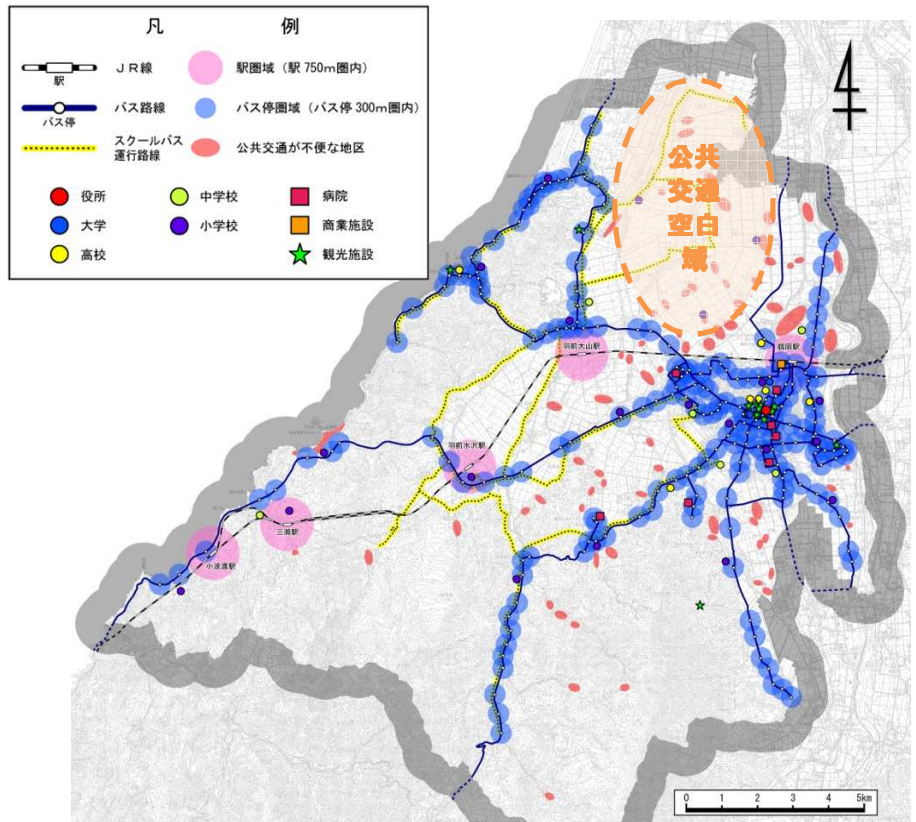 凡 例
ＪＲ線
駅
駅圏域（駅 750ｍ圏内）
バス路線
バス停
バス停圏域（バス停 300ｍ圏内）
スクールバス
運行路線
公共交通が不便な地区
役所
中学校
病院
大学
小学校
商業施設
高校
観光施設
公共
交通
空白
域
羽前大山駅
鶴岡駅
羽前水沢駅
三瀬駅
小波渡駅
0 1 2 3 4 5km